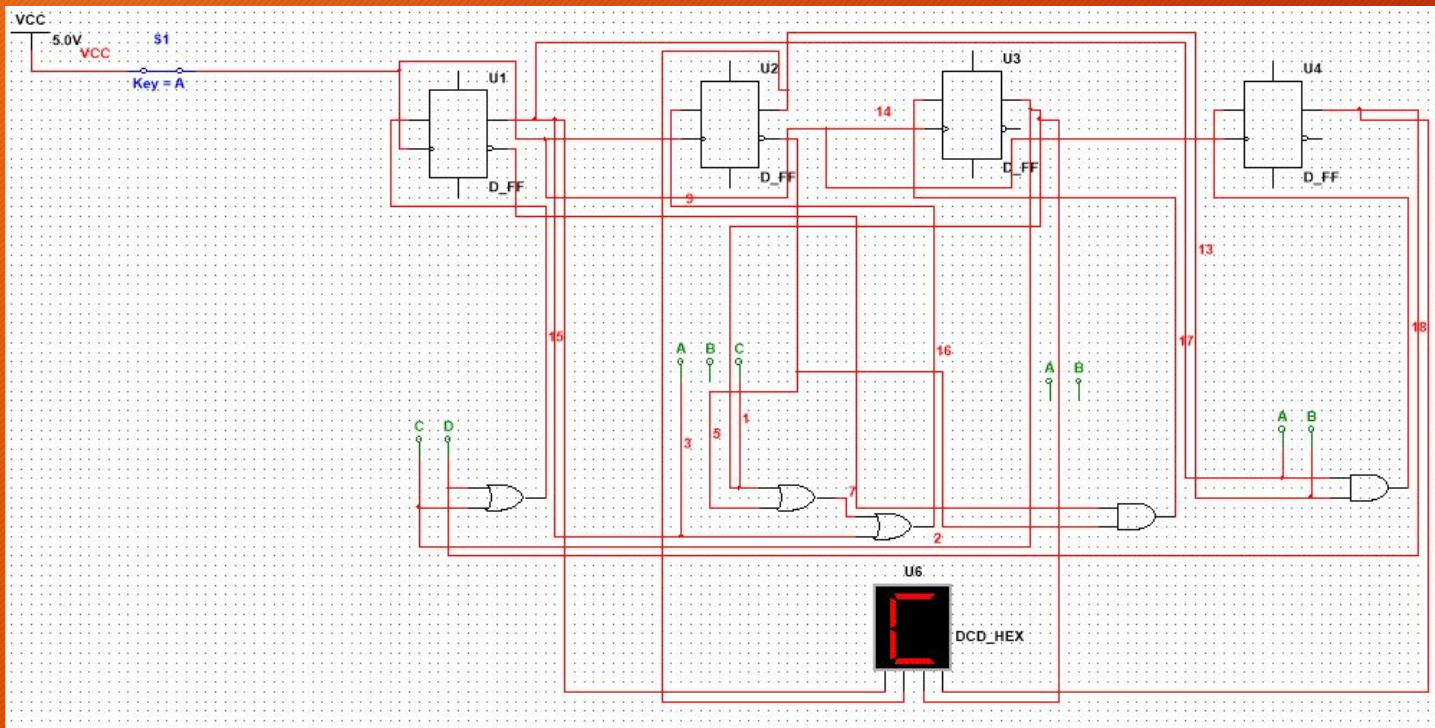 VCC
5.0V
VCC
S1
Key = A
U1
D_FF
U2
D_FF
U3
D_FF
U4
D_FF
14
9
13
15
16
17
18
A B C
A B
A B
C D
3
5
1
7
2
U6
C
DCD_HEX